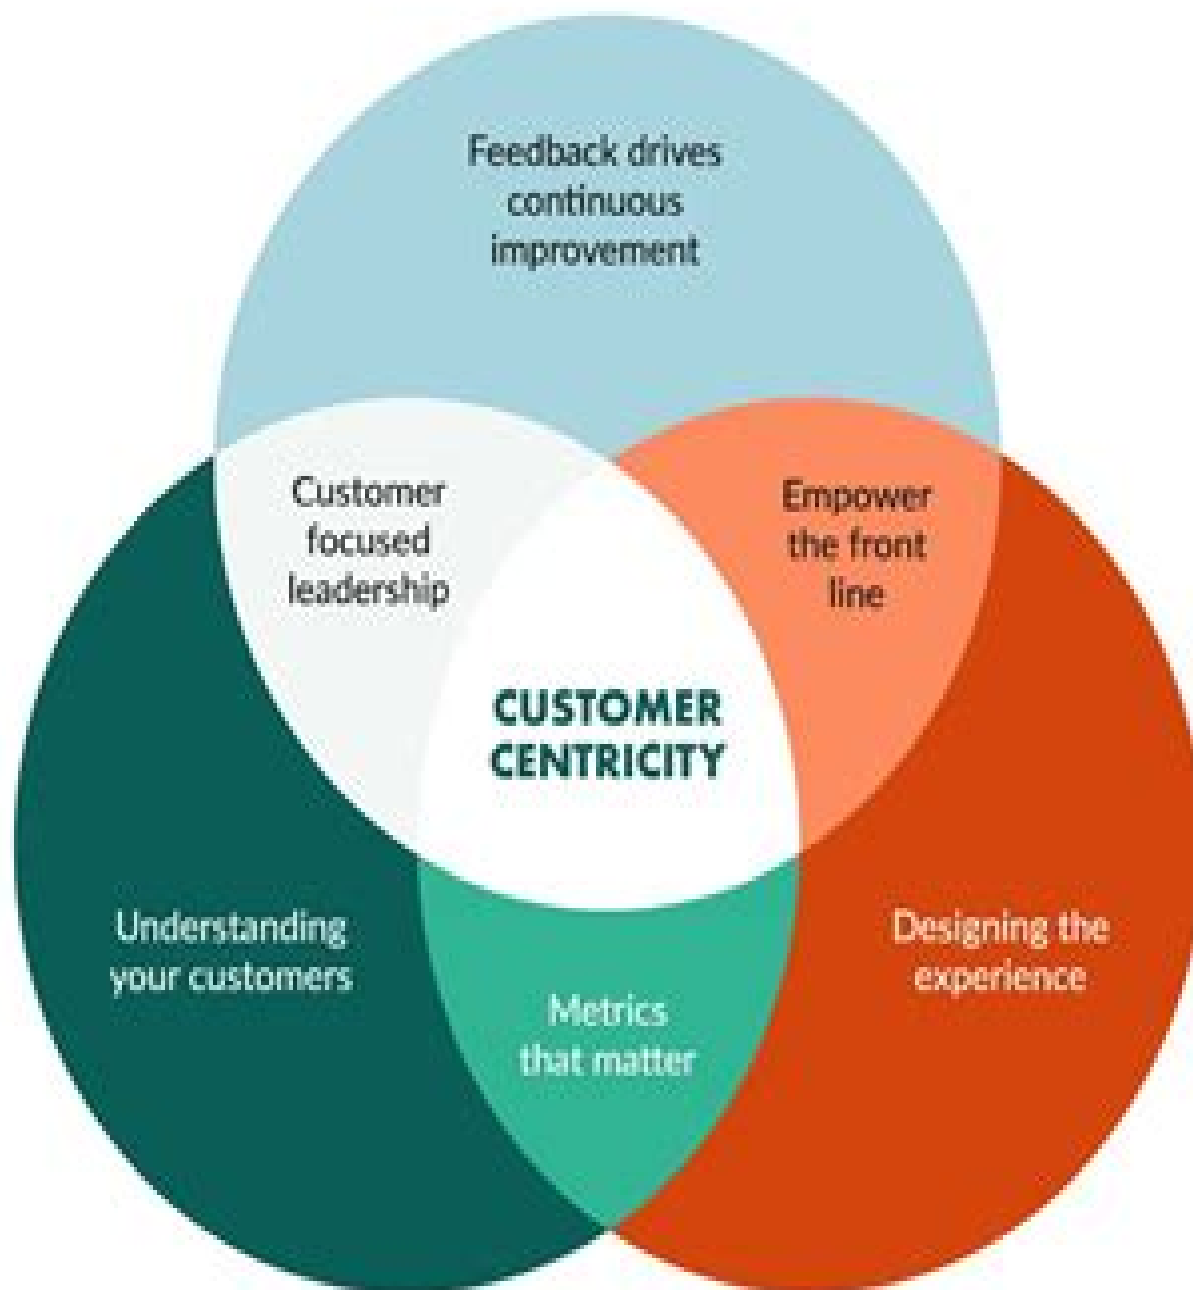 Feedback drives
continuous
improvement
Customer
focused
leadership
Empower
the front
line
CUSTOMER
CENTRICITY
Understanding
your customers
Designing the
experience
Metrics
that matter